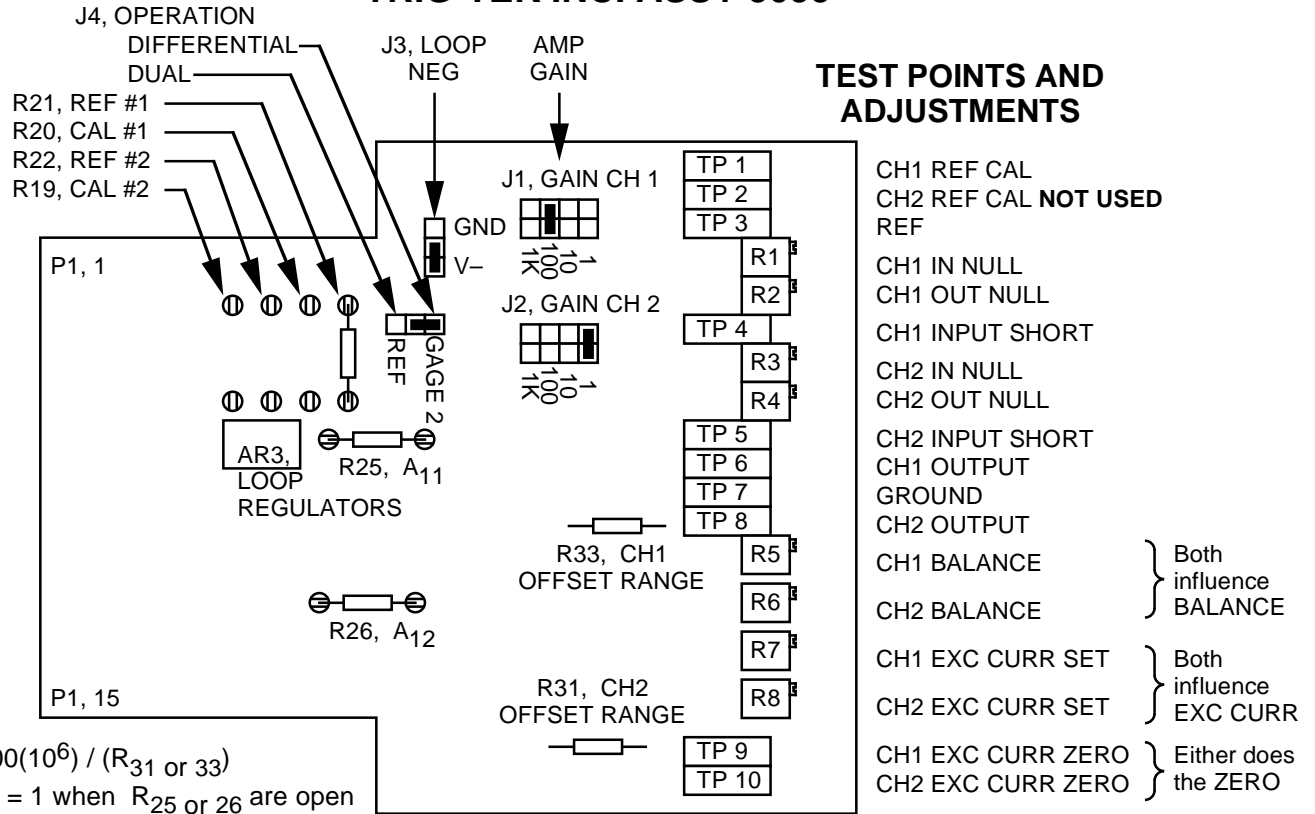 J4, OPERATION
DIFFERENTIAL
DUAL
R21, REF #1
R20, CAL #1
R22, REF #2
R19, CAL #2
J3, LOOP
NEG
AMP
GAIN
TEST POINTS AND
ADJUSTMENTS
P1, 1
GND
V–
REF
GAGE 2
J1, GAIN CH 1
1K
100
10
1
J2, GAIN CH 2
1K
100
10
1
AR3,
LOOP
REGULATORS
R25, A11
R26, A12
R33, CH1
OFFSET RANGE
R31, CH2
OFFSET RANGE
P1, 15
TP 1 CH1 REF CAL
TP 2 CH2 REF CAL NOT USED
TP 3 REF
R1 CH1 IN NULL
R2 CH1 OUT NULL
TP 4 CH1 INPUT SHORT
R3 CH2 IN NULL
R4 CH2 OUT NULL
TP 5 CH2 INPUT SHORT
TP 6 CH1 OUTPUT
TP 7 GROUND
TP 8 CH2 OUTPUT
R5 CH1 BALANCE
R6 CH2 BALANCE
Both
influence
BALANCE
R7 CH1 EXC CURR SET
R8 CH2 EXC CURR SET
Both
influence
EXC CURR
TP 9 CH1 EXC CURR ZERO
TP 10 CH2 EXC CURR ZERO
Either does
the ZERO
00(10^6) / (R31 or 33)
= 1 when R25 or 26 are open